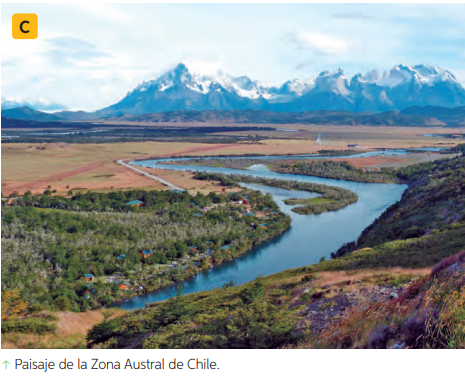 C
↑ Paisaje de la Zona Austral de Chile.